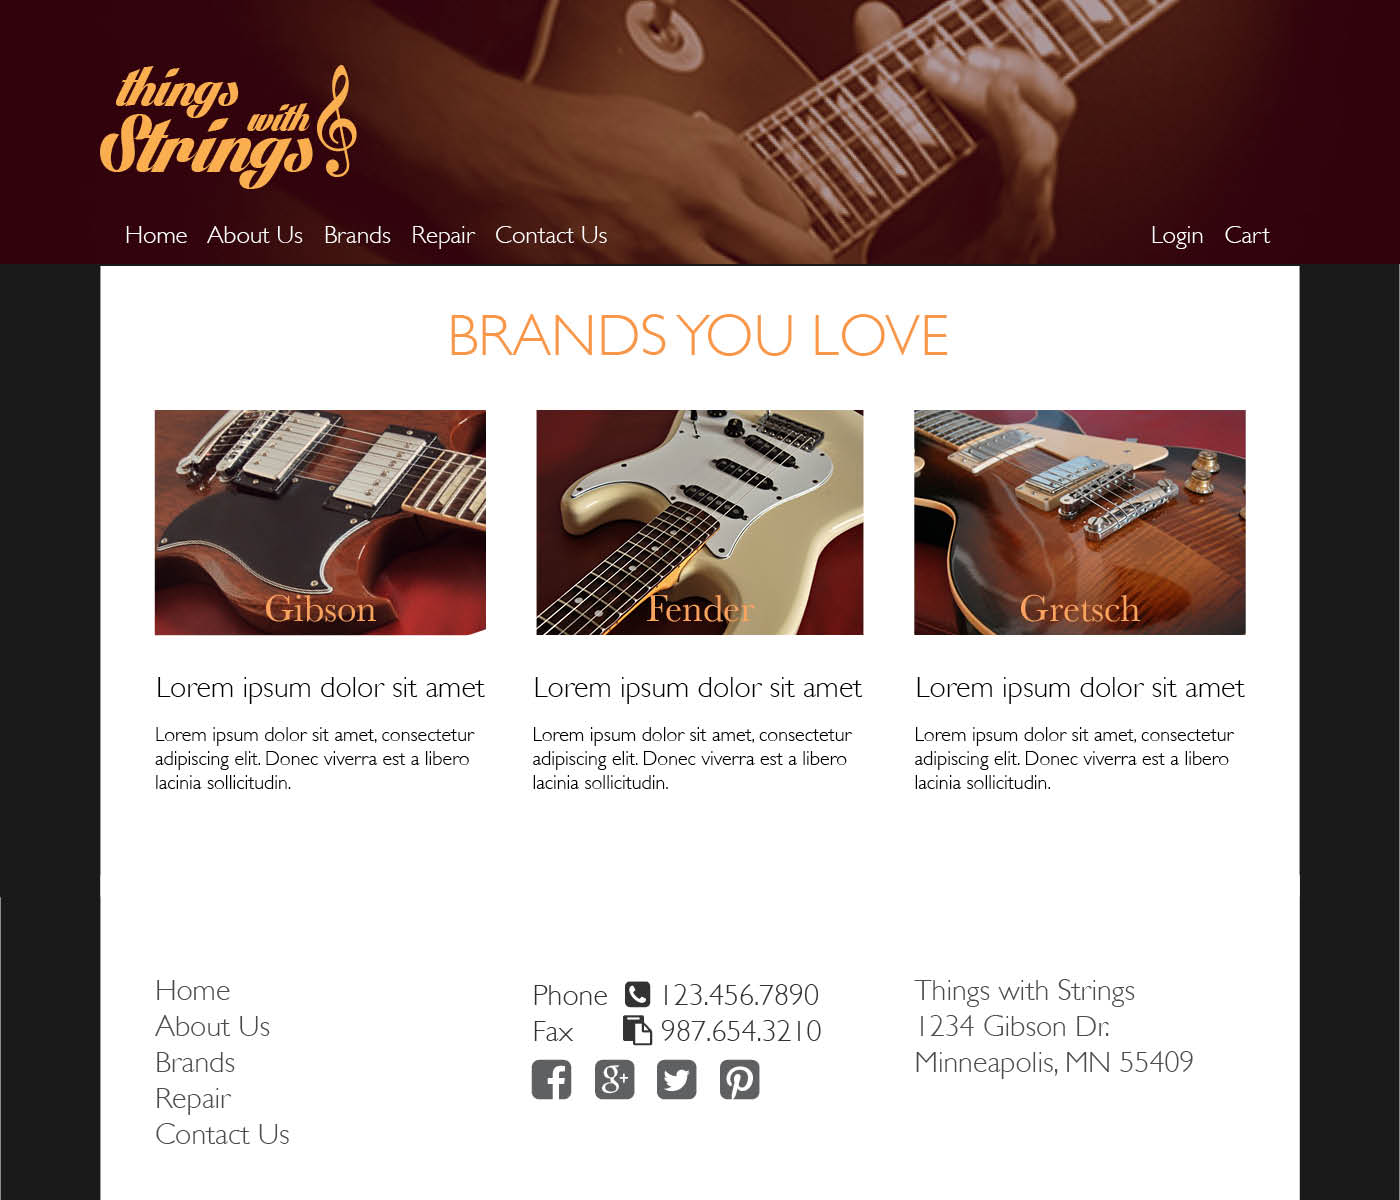 things
with
Strings
Home About Us Brands Repair Contact Us Login Cart
BRANDS YOU LOVE
Gibson
Fender
Gretsch
Lorem ipsum dolor sit amet
Lorem ipsum dolor sit amet, consectetur
adipiscing elit. Donec viverra est a libero
lacinia sollicitudin.
Lorem ipsum dolor sit amet
Lorem ipsum dolor sit amet, consectetur
adipiscing elit. Donec viverra est a libero
lacinia sollicitudin.
Lorem ipsum dolor sit amet
Lorem ipsum dolor sit amet, consectetur
adipiscing elit. Donec viverra est a libero
lacinia sollicitudin.
Home
About Us
Brands
Repair
Contact Us
Phone 123.456.7890
Fax 987.654.3210
Things with Strings
1234 Gibson Dr.
Minneapolis, MN 55409